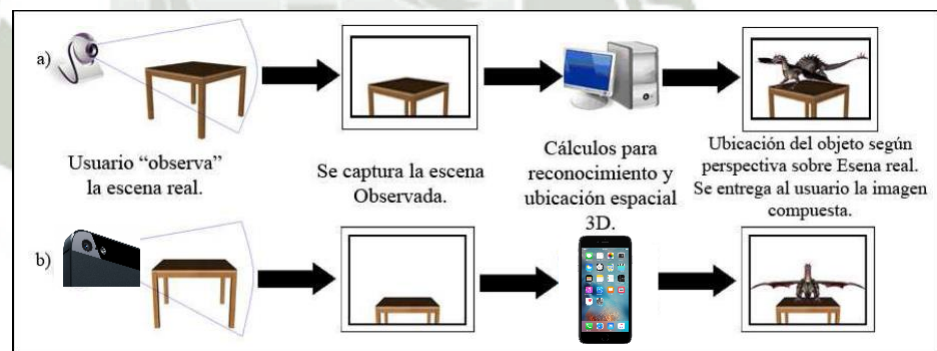 a)
Usuario “observa”
la escena real.
Se captura la escena
Observada.
Cálculos para
reconocimiento y
ubicación espacial
3D.
Ubicación del objeto según
perspectiva sobre Esena real.
Se entrega al usuario la imagen
compuesta.
b)